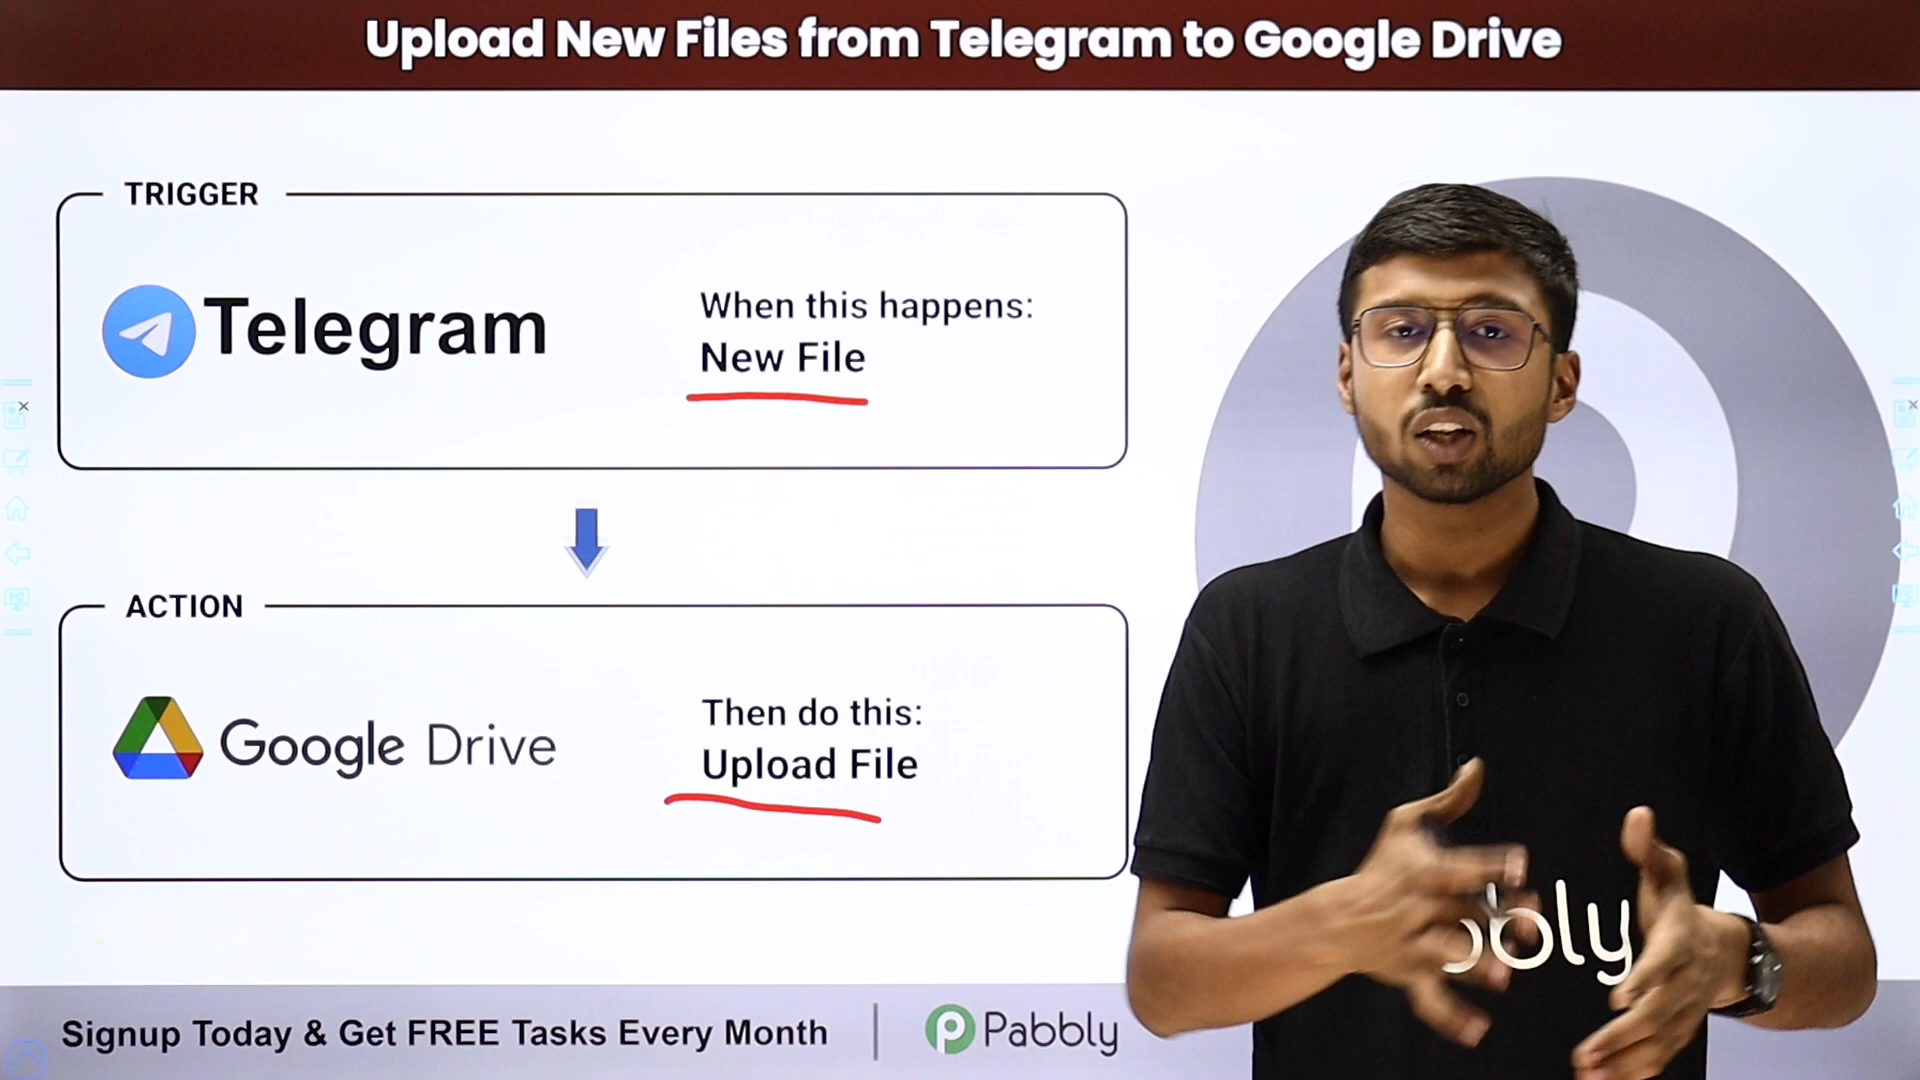 Upload New Files from Telegram to Google Drive
TRIGGER
Telegram
When this happens:
New File
ACTION
Google Drive
Then do this:
Upload File
Signup Today & Get FREE Tasks Every Month
Pabbly